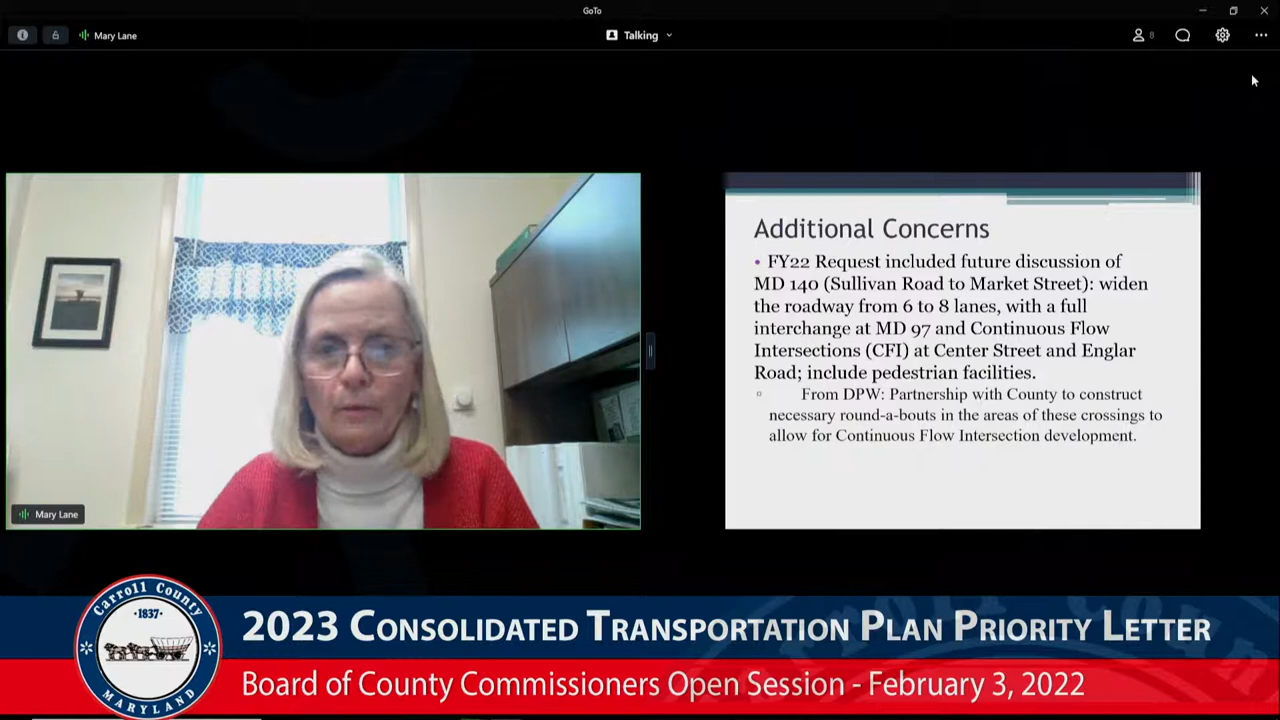 GoTo
Mary Lane
Talking
8
Additional Concerns
• FY22 Request included future discussion of
MD 140 (Sullivan Road to Market Street): widen
the roadway from 6 to 8 lanes, with a full
interchange at MD 97 and Continuous Flow
Intersections (CFI) at Center Street and Englar
Road; include pedestrian facilities.
From DPW: Partnership with County to construct
necessary round-a-bouts in the areas of these crossings to
allow for Continuous Flow Intersection development.
Mary Lane
Carroll County
1837
MARYLAND
2023 CONSOLIDATED TRANSPORTATION PLAN PRIORITY LETTER
Board of County Commissioners Open Session - February 3, 2022